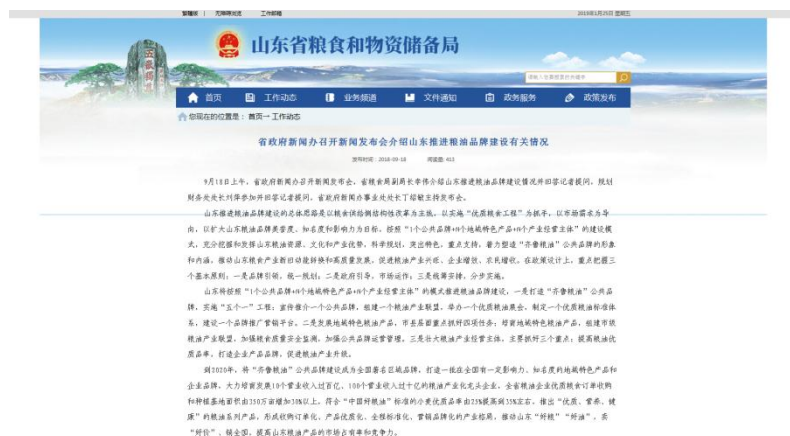 繁體版 | 无障碍浏览 工作邮箱
2019年1月25日 星期五
山东省粮食和物资储备局
首页 工作动态 业务频道 文件通知 政务服务 政策发布
您现在的位置是：首页→ 工作动态
省政府新闻办召开新闻发布会介绍山东推进粮油品牌建设有关情况
发布时间：2018-09-18 阅读量: 413
9月18日上午，省政府新闻办召开新闻发布会，省粮食局副局长李伟介绍山东推进粮油品牌建设情况并回答记者提问，规划
财务处处长刘萍参加并回答记者提问。省政府新闻办事业处处长丁绍敏主持发布会。
山东推进粮油品牌建设的总体思路是以粮食供给侧结构性改革为主线，以实施“优质粮食工程”为抓手，以市场需求为导
向，以扩大山东粮油品牌美誉度、知名度和影响力为目标，按照“1个公共品牌+N个地域特色产品+N个产业经营主体”的建设模
式，充分挖掘和发挥山东粮油资源、文化和产业优势，科学规划，突出特色，重点支持，着力塑造“齐鲁粮油”公共品牌的形象
和内涵，推动山东粮食产业新旧动能转换和高质量发展，促进粮油产业兴旺、企业增效、农民增收。在政策设计上，重点把握三
个基本原则：一是品牌引领，统一规划；二是政府引导，市场运作；三是统筹安排，分步实施。
山东将按照“1个公共品牌+N个地域特色产品+N个产业经营主体”的模式推进粮油品牌建设，一是打造“齐鲁粮油”公共品
牌，实施“五个一”工程：宣传推介一个公共品牌，组建一个粮油产业联盟，举办一个优质粮油展会，制定一个优质粮油标准体
系，建设一个品牌推广营销平台。二是发展地域特色粮油产品，市县层面重点抓好四项任务：培育地域特色粮油产品，组建市级
粮油产业联盟，加强粮食质量安全监测，加强公共品牌运营管理。三是壮大粮油产业经营主体，主要抓好三个重点：提高粮油优
质品率，打造企业产品品牌，促进粮油产业升级。
到2020年，将“齐鲁粮油”公共品牌建设成为全国著名区域品牌，打造一批在全国有一定影响力、知名度的地域特色产品和
企业品牌，大力培育发展10个营业收入过百亿、100个营业收入过十亿的粮油产业化龙头企业，全省粮油企业优质粮食订单收购
和种植基地面积由350万亩增加30%以上，符合“中国好粮油”标准的小麦优质品率由25%提高到35%左右，推出“优质、营养、健
康”的粮油系列产品，形成收购订单化、产品优质化、全程标准化、营销品牌化的产业格局，推动山东“好粮”“好油”，卖
“好价”、销全国，提高山东粮油产品的市场占有率和竞争力。